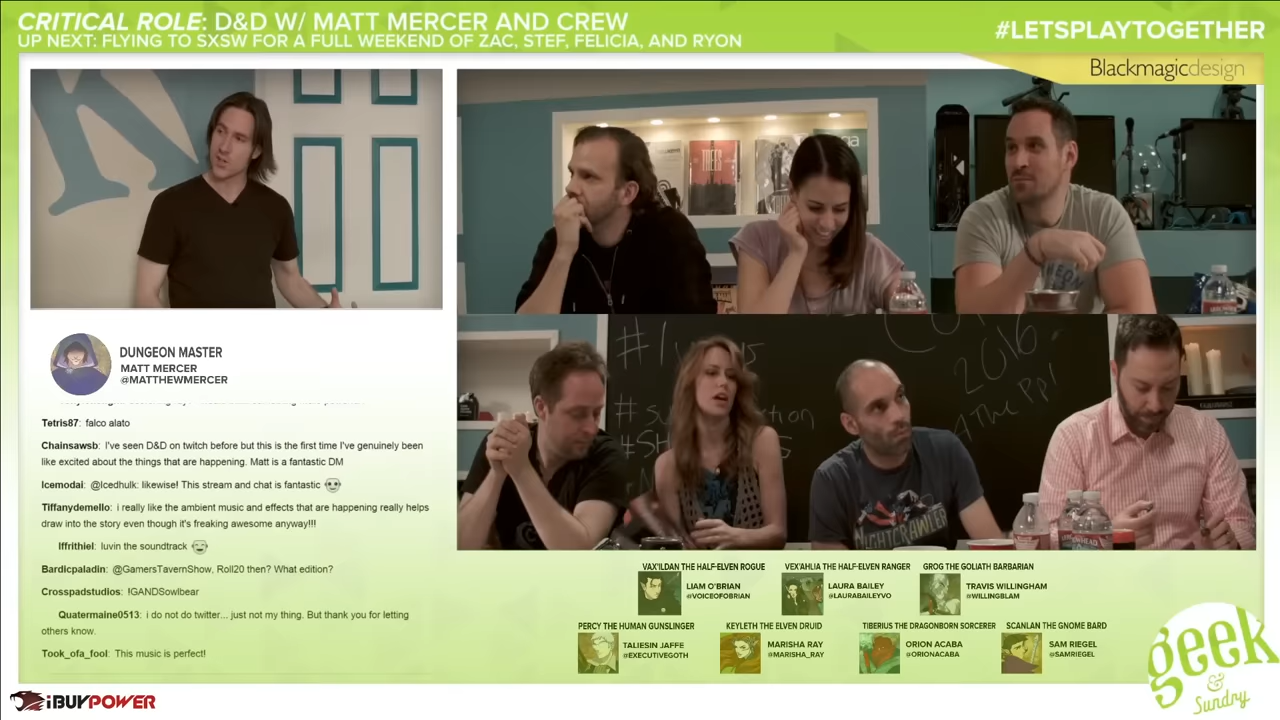 CRITICAL ROLE: D&D W/ MATT MERCER AND CREW
UP NEXT: FLYING TO SXSW FOR A FULL WEEKEND OF ZAC, STEF, FELICIA, AND RYON
#LETSPLAYTOGETHER
Blackmagicdesign
TREES
DUNGEON MASTER
MATT MERCER
@MATTHEWMERCER
Tetris87: falco alato
Chainsawsb: I've seen D&D on twitch before but this is the first time I've genuinely been
like excited about the things that are happening. Matt is a fantastic DM
Icemodai: @Icedhulk: likewise! This stream and chat is fantastic
Tiffanydemello: i really like the ambient music and effects that are happening really helps
draw into the story even though it's freaking awesome anyway!!!
Iffrithiel: luvin the soundtrack
Bardicpaladin: @GamersTavernShow, Roll20 then? What edition?
Crosspadstudios: !GANDSowlbear
Quatermaine0513: i do not do twitter... just not my thing. But thank you for letting
others know.
Took_ofa_fool: This music is perfect!
2016
NIGHTCRAWLER
VAX'ILDAN THE HALF-ELVEN ROGUE
LIAM O'BRIAN
@VOICEOFOBRIAN
VEX'AHLIA THE HALF-ELVEN RANGER
LAURA BAILEY
@LAURABAILEYVO
GROG THE GOLIATH BARBARIAN
TRAVIS WILLINGHAM
@WILLINGBLAM
PERCY THE HUMAN GUNSLINGER
TALIESIN JAFFE
@EXECUTIVEGOTH
KEYLETH THE ELVEN DRUID
MARISHA RAY
@MARISHA_RAY
TIBERIUS THE DRAGONBORN SORCERER
ORION ACABA
@ORIONACABA
SCANLAN THE GNOME BARD
SAM RIEGEL
@SAMRIEGEL
geek
&
Sundry
iBUYPOWER